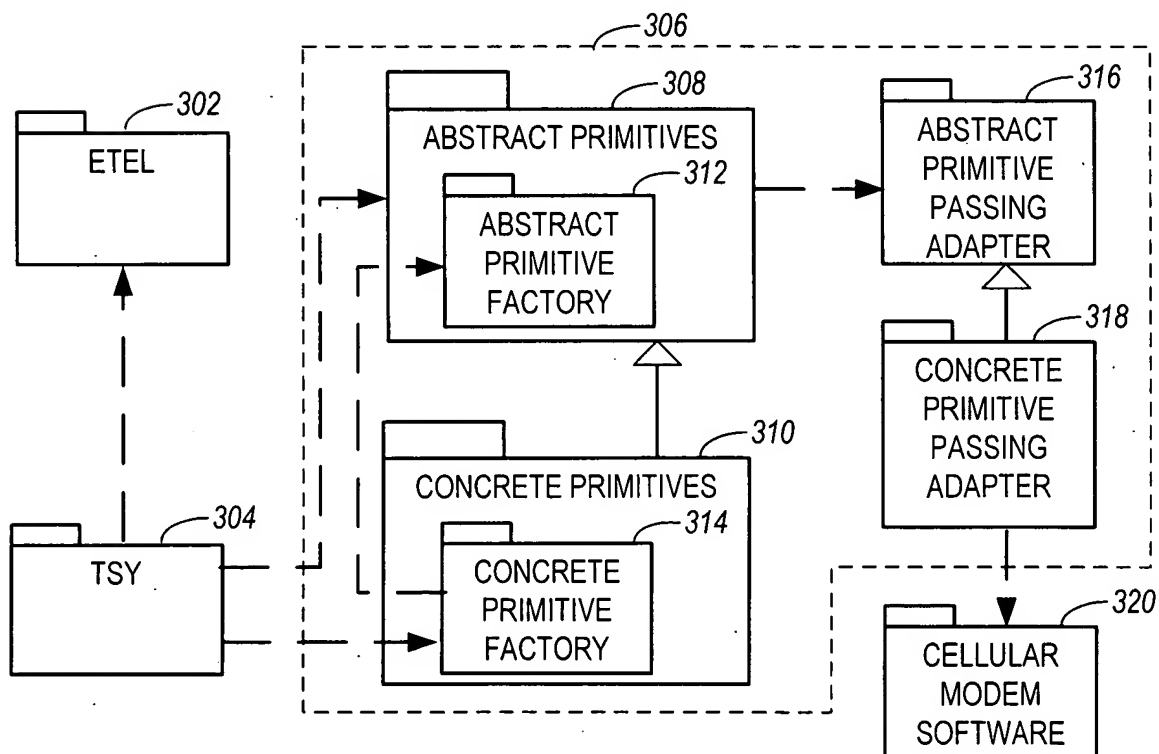 306
302
ETEL
308
ABSTRACT PRIMITIVES
312
ABSTRACT
PRIMITIVE
FACTORY
316
ABSTRACT
PRIMITIVE
PASSING
ADAPTER
318
CONCRETE
PRIMITIVE
PASSING
ADAPTER
304
TSY
310
CONCRETE PRIMITIVES
314
CONCRETE
PRIMITIVE
FACTORY
320
CELLULAR
MODEM
SOFTWARE